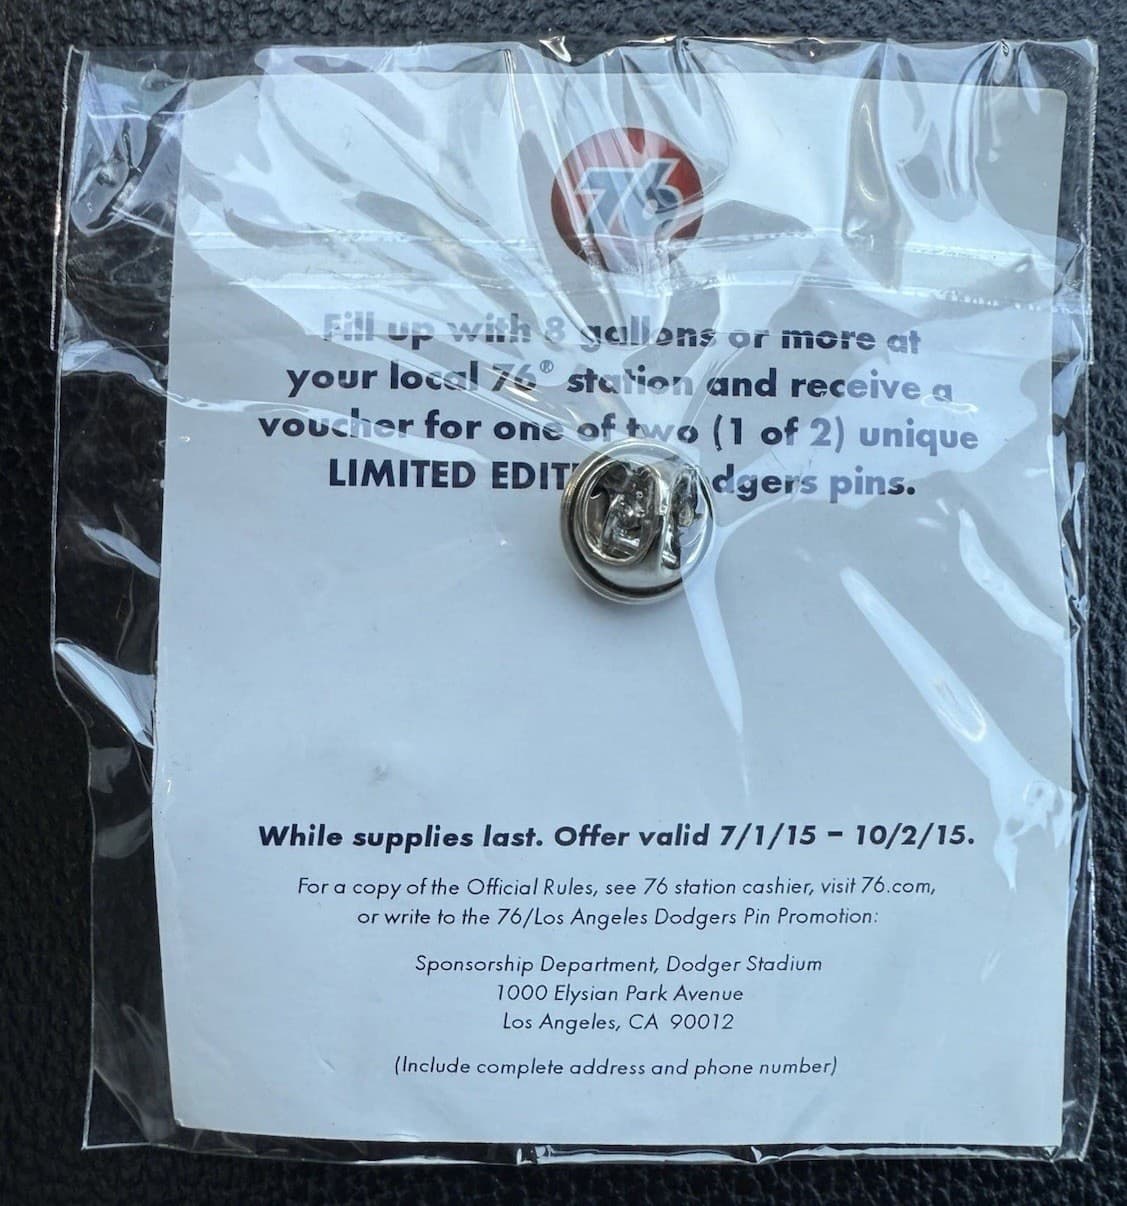 76
Fill up with 8 gallons or more at
your local 76® station and receive a
voucher for one of two (1 of 2) unique
LIMITED EDIT dgers pins.
While supplies last. Offer valid 7/1/15 – 10/2/15.
For a copy of the Official Rules, see 76 station cashier, visit 76.com,
or write to the 76/Los Angeles Dodgers Pin Promotion:
Sponsorship Department, Dodger Stadium
1000 Elysian Park Avenue
Los Angeles, CA 90012
(Include complete address and phone number)